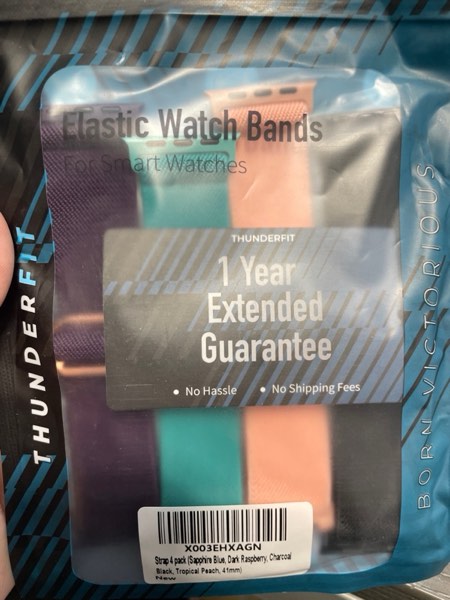 Elastic Watch Bands
For Smart Watches
THUNDERFIT
THUNDERFIT
1 Year
Extended
Guarantee
• No Hassle • No Shipping Fees
BORN VICTORIOUS
X003EHXAGN
Strap 4 pack (Sapphire Blue, Dark Raspberry, Charcoal
Black, Tropical Peach, 41mm)
New